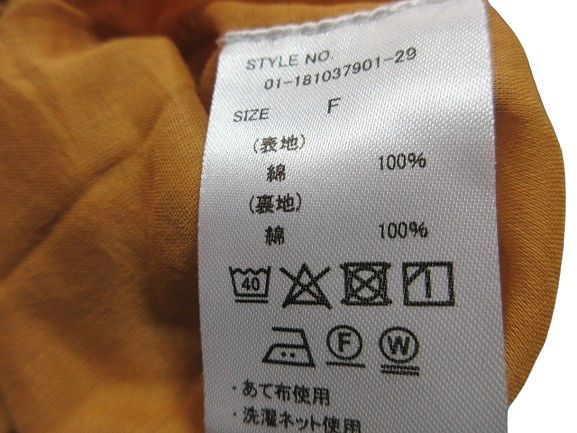 STYLE NO.
01-181037901-29
SIZE F
(表地)
綿 100%
(裏地)
綿 100%
40
F W
・あて布使用
・洗濯ネット使用